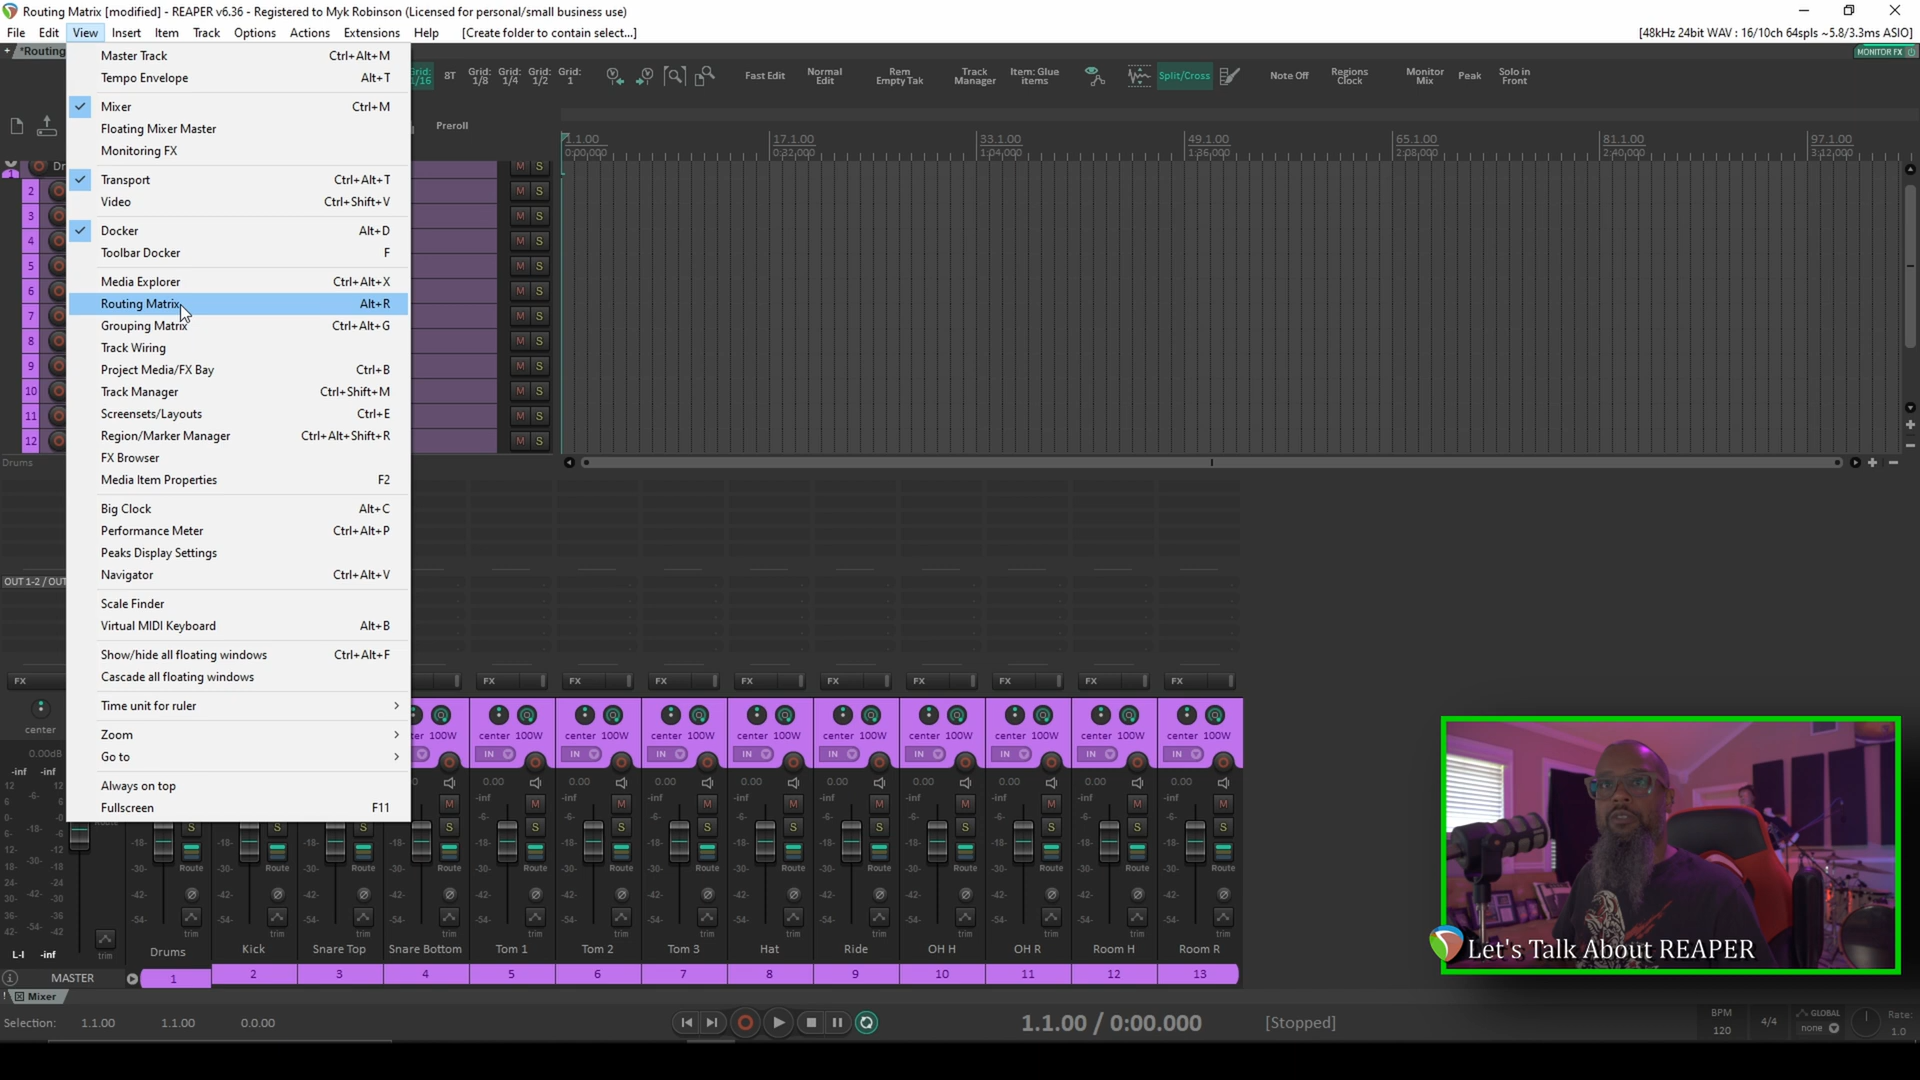 Routing Matrix [modified] - REAPER v6.36 - Registered to Myk Robinson (Licensed for personal/small business use)
File Edit View Insert Item Track Options Actions Extensions Help [Create folder to contain select...]
[48kHz 24bit WAV : 16/10ch 64spls ~5.8/3.3ms ASIO]
+ *Routing
MONITOR FX
Master Track Ctrl+Alt+M
Tempo Envelope Alt+T
Mixer Ctrl+M
Floating Mixer Master
Monitoring FX
Transport Ctrl+Alt+T
Video Ctrl+Shift+V
Docker Alt+D
Toolbar Docker F
Media Explorer Ctrl+Alt+X
Routing Matrix Alt+R
Grouping Matrix Ctrl+Alt+G
Track Wiring
Project Media/FX Bay Ctrl+B
Track Manager Ctrl+Shift+M
Screensets/Layouts Ctrl+E
Region/Marker Manager Ctrl+Alt+Shift+R
FX Browser
Media Item Properties F2
Big Clock Alt+C
Performance Meter Ctrl+Alt+P
Peaks Display Settings
Navigator Ctrl+Alt+V
Scale Finder
Virtual MIDI Keyboard Alt+B
Show/hide all floating windows Ctrl+Alt+F
Cascade all floating windows
Time unit for ruler
Zoom
Go to
Always on top
Fullscreen F11
Grid: 1/16 8T Grid: 1/8 Grid: 1/4 Grid: 1/2 Grid: 1
Fast Edit Normal Edit Rem Empty Tak Track Manager Item: Glue items Split/Cross Note Off Regions Clock Monitor Mix Peak Solo in Front
Preroll
1.1.00 17.1.00 33.1.00 49.1.00 65.1.00 81.1.00 97.1.00
0:00.000 0:32.000 1:04.000 1:36.000 2:08.000 2:40.000 3:12.000
Dr M S
2 M S
3 M S
4 M S
5 M S
6 M S
7 M S
8 M S
9 M S
10 M S
11 M S
12 M S
Drums
OUT 1-2 / OUT
FX FX FX FX FX FX FX FX FX FX
center center 100W center 100W center 100W center 100W center 100W center 100W center 100W center 100W center 100W
IN IN IN IN IN IN IN IN IN
0.00dB 0.00 0.00 0.00 0.00 0.00 0.00 0.00 0.00 0.00
-inf -inf -inf -inf -inf -inf -inf -inf -inf -inf -inf
Route Route Route Route Route Route Route Route Route Route Route Route Route
trim trim trim trim trim trim trim trim trim trim trim trim trim trim
L-I -inf
Drums Kick Snare Top Snare Bottom Tom 1 Tom 2 Tom 3 Hat Ride OH H OH R Room H Room R
MASTER 1 2 3 4 5 6 7 8 9 10 11 12 13
! Mixer
Selection: 1.1.00 1.1.00 0.0.00
1.1.00 / 0:00.000 [Stopped]
BPM 120 4/4 GLOBAL none Rate: 1.0
Let's Talk About REAPER